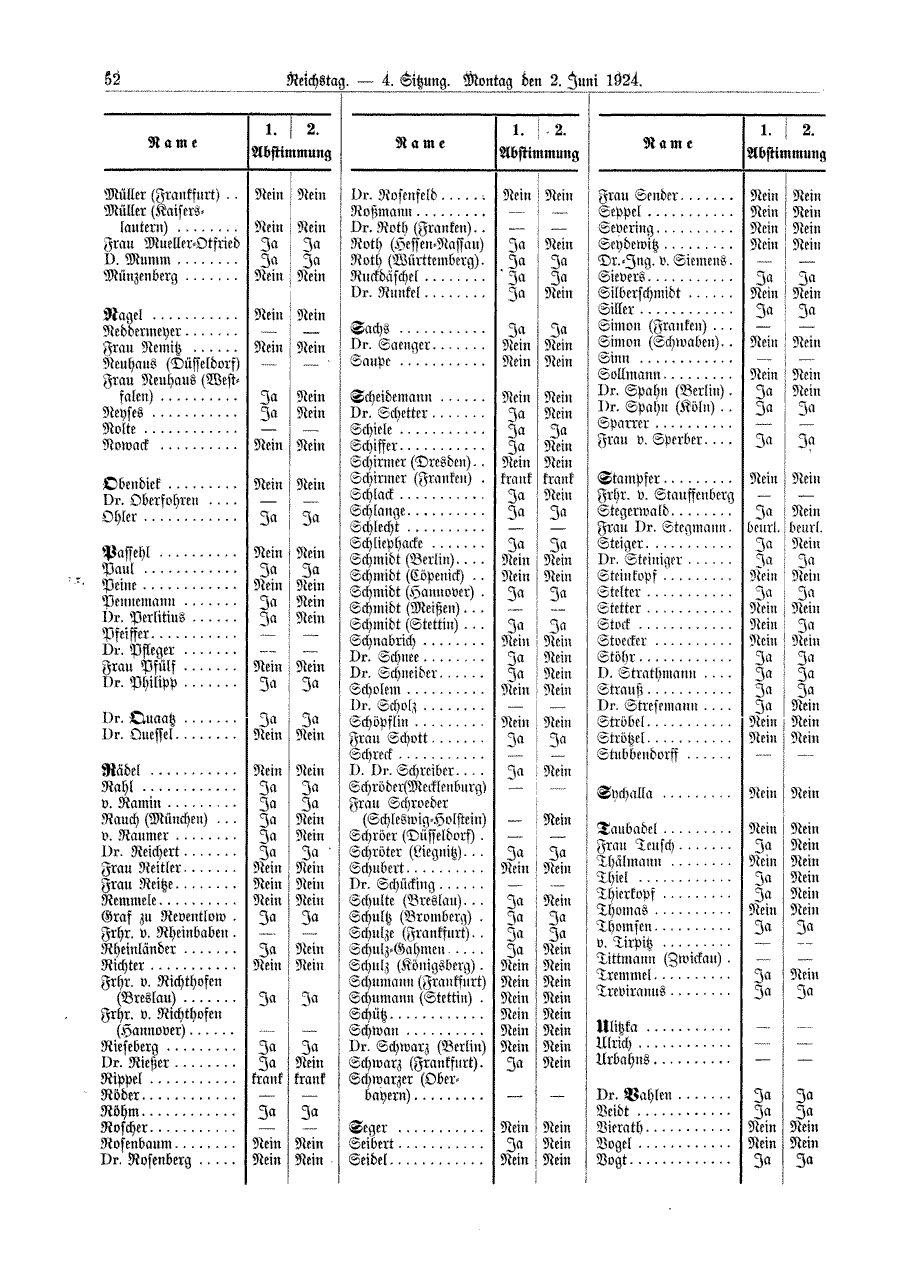 52 Reichstag. — 4. Sitzung. Montag den 2. Juni 1924.
Name 1. 2. Abstimmung
Müller (Frankfurt) . . Nein Nein
Müller (Kaisers-
lautern) . . . . . . . . Nein Nein
Frau Mueller-Otfried Ja Ja
D. Mumm . . . . . . . . Ja Ja
Münzenberg . . . . . . . Nein Nein
Nagel . . . . . . . . . . . Nein Nein
Neddermeyer . . . . . . . — —
Frau Nemitz . . . . . . Nein Nein
Neuhaus (Düsseldorf) — —
Frau Neuhaus (West-
falen) . . . . . . . . . . Ja Nein
Neyses . . . . . . . . . . Ja Nein
Nolte . . . . . . . . . . . — —
Nowack . . . . . . . . . . Nein Nein
Obendiek . . . . . . . . . Nein Nein
Dr. Oberfohren . . . . — —
Ohler . . . . . . . . . . . Ja Ja
Passehl . . . . . . . . . . Nein Nein
Paul . . . . . . . . . . . Ja Ja
Peine . . . . . . . . . . . Nein Nein
Pennemann . . . . . . . Ja Nein
Dr. Perlitius . . . . . . Ja Nein
Pfeiffer . . . . . . . . . . — —
Dr. Pfleger . . . . . . . — —
Frau Pfülf . . . . . . . Nein Nein
Dr. Philipp . . . . . . . Ja Ja
Dr. Quaatz . . . . . . . Ja Ja
Dr. Quessel . . . . . . . Nein Nein
Rädel . . . . . . . . . . . Nein Nein
Rahl . . . . . . . . . . . Ja Ja
v. Ramin . . . . . . . . . Ja Ja
Rauch (München) . . . Ja Nein
v. Raumer . . . . . . . . Ja Nein
Dr. Reichert . . . . . . . Ja Ja
Frau Reitler . . . . . . . Nein Nein
Frau Reitze . . . . . . . Nein Nein
Remmele . . . . . . . . . Nein Nein
Graf zu Reventlow . Ja Ja
Frhr. v. Rheinbaben . — —
Rheinländer . . . . . . . Ja Nein
Richter . . . . . . . . . . Nein Nein
Frhr. v. Richthofen
(Breslau) . . . . . . . Ja Ja
Frhr. v. Richthofen
(Hannover) . . . . . . — —
Rieseberg . . . . . . . . . Ja Ja
Dr. Rießer . . . . . . . . Ja Nein
Rippel . . . . . . . . . . krank krank
Röder . . . . . . . . . . . — —
Röhm . . . . . . . . . . . Ja Ja
Roscher . . . . . . . . . . — —
Rosenbaum . . . . . . . . Nein Nein
Dr. Rosenberg . . . . . Nein Nein
Name 1. 2. Abstimmung
Dr. Rosenfeld . . . . . . Nein Nein
Roßmann . . . . . . . . . — —
Dr. Roth (Franken) . . — —
Roth (Hessen-Nassau) Ja Nein
Roth (Württemberg) . Ja Ja
Ruckdäschel . . . . . . . Ja Ja
Dr. Runkel . . . . . . . . Ja Nein
Sachs . . . . . . . . . . . Ja Ja
Dr. Saenger . . . . . . . Nein Nein
Saupe . . . . . . . . . . . Nein Nein
Scheidemann . . . . . . Nein Nein
Dr. Schetter . . . . . . . Ja Nein
Schiele . . . . . . . . . . Ja Ja
Schiffer . . . . . . . . . . Ja Nein
Schirmer (Dresden) . . Nein Nein
Schirmer (Franken) . krank krank
Schlack . . . . . . . . . . Ja Nein
Schlange . . . . . . . . . Ja Ja
Schlecht . . . . . . . . . — —
Schliephacke . . . . . . Ja Ja
Schmidt (Berlin) . . . . Nein Nein
Schmidt (Cöpenick) . . Nein Nein
Schmidt (Hannover) . Ja Ja
Schmidt (Meißen) . . . — —
Schmidt (Stettin) . . . Ja Ja
Schnabrich . . . . . . . Nein Nein
Dr. Schnee . . . . . . . . Ja Nein
Dr. Schneider . . . . . . Ja Nein
Scholem . . . . . . . . . Nein Nein
Dr. Scholz . . . . . . . . — —
Schöpflin . . . . . . . . . Nein Nein
Frau Schott . . . . . . . Ja Ja
Schreck . . . . . . . . . . — —
D. Dr. Schreiber . . . . Ja Nein
Schröder (Mecklenburg) — —
Frau Schroeder
(Schleswig-Holstein) — Nein
Schröer (Düsseldorf) . — —
Schröter (Liegnitz) . . . Ja Ja
Schubert . . . . . . . . . Nein Nein
Dr. Schücking . . . . . . — —
Schulte (Breslau) . . . Ja Nein
Schultz (Bromberg) . Ja Ja
Schulze (Frankfurt) . . Ja Ja
Schulz-Gahmen . . . . . Ja Nein
Schulz (Königsberg) . Nein Nein
Schumann (Frankfurt) Nein Nein
Schumann (Stettin) . Nein Nein
Schütz . . . . . . . . . . . Nein Nein
Schwan . . . . . . . . . . Nein Nein
Dr. Schwarz (Berlin) Nein Nein
Schwarz (Frankfurt) . Ja Nein
Schwarzer (Ober-
bayern) . . . . . . . . . — —
Seger . . . . . . . . . . . Nein Nein
Seibert . . . . . . . . . . Ja Nein
Seidel . . . . . . . . . . . Nein Nein
Name 1. 2. Abstimmung
Frau Sender . . . . . . . Nein Nein
Seppel . . . . . . . . . . . Nein Nein
Severing . . . . . . . . . . Nein Nein
Seydewitz . . . . . . . . . Nein Nein
Dr.-Ing. v. Siemens . — —
Sievers . . . . . . . . . . . Ja Ja
Silberschmidt . . . . . . Nein Nein
Siller . . . . . . . . . . . . Ja Ja
Simon (Franken) . . . — —
Simon (Schwaben) . . Nein Nein
Sinn . . . . . . . . . . . . — —
Sollmann . . . . . . . . . Nein Nein
Dr. Spahn (Berlin) . Ja Nein
Dr. Spahn (Köln) . . Ja Ja
Sparrer . . . . . . . . . . — —
Frau v. Sperber . . . . Ja Ja
Stampfer . . . . . . . . . Nein Nein
Frhr. v. Stauffenberg — —
Stegerwald . . . . . . . . Ja Nein
Frau Dr. Stegmann . beurl. beurl.
Steiger . . . . . . . . . . . Ja Nein
Dr. Steiniger . . . . . . Ja Ja
Steinkopf . . . . . . . . . Nein Nein
Stelter . . . . . . . . . . . Ja Ja
Stetter . . . . . . . . . . . Nein Nein
Stock . . . . . . . . . . . . Nein Ja
Stoecker . . . . . . . . . . Nein Nein
Stöhr . . . . . . . . . . . . Ja Ja
D. Strathmann . . . . Ja Ja
Strauß . . . . . . . . . . . Ja Ja
Dr. Stresemann . . . . Ja Nein
Ströbel . . . . . . . . . . . Nein Nein
Strötzel . . . . . . . . . . . Nein Nein
Stubbendorff . . . . . . — —
Sychalla . . . . . . . . . Nein Nein
Taubadel . . . . . . . . . Nein Nein
Frau Teusch . . . . . . . Ja Nein
Thälmann . . . . . . . . Nein Nein
Thiel . . . . . . . . . . . . Ja Nein
Thierkopf . . . . . . . . . Ja Nein
Thomas . . . . . . . . . . Nein Nein
Thomsen . . . . . . . . . . Ja Ja
v. Tirpitz . . . . . . . . . — —
Tittmann (Zwickau) . — —
Tremmel . . . . . . . . . . Ja Nein
Treviranus . . . . . . . . Ja Ja
Ulitzka . . . . . . . . . . . — —
Ulrich . . . . . . . . . . . . — —
Urbahns . . . . . . . . . . — —
Dr. Vahlen . . . . . . . Ja Ja
Veidt . . . . . . . . . . . . Ja Ja
Vierath . . . . . . . . . . . Nein Nein
Vogel . . . . . . . . . . . . Nein Nein
Vogt . . . . . . . . . . . . . Ja Ja